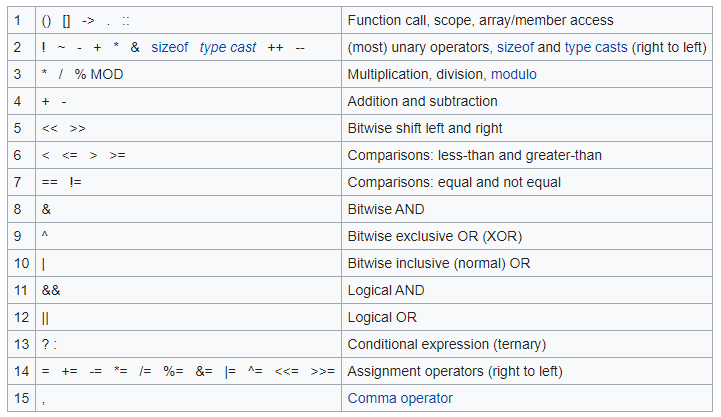 1 () [] -> . :: Function call, scope, array/member access
2 ! ~ - + * & sizeof type cast ++ -- (most) unary operators, sizeof and type casts (right to left)
3 * / % MOD Multiplication, division, modulo
4 + - Addition and subtraction
5 << >> Bitwise shift left and right
6 < <= > >= Comparisons: less-than and greater-than
7 == != Comparisons: equal and not equal
8 & Bitwise AND
9 ^ Bitwise exclusive OR (XOR)
10 | Bitwise inclusive (normal) OR
11 && Logical AND
12 || Logical OR
13 ? : Conditional expression (ternary)
14 = += -= *= /= %= &= |= ^= <<= >>= Assignment operators (right to left)
15 , Comma operator